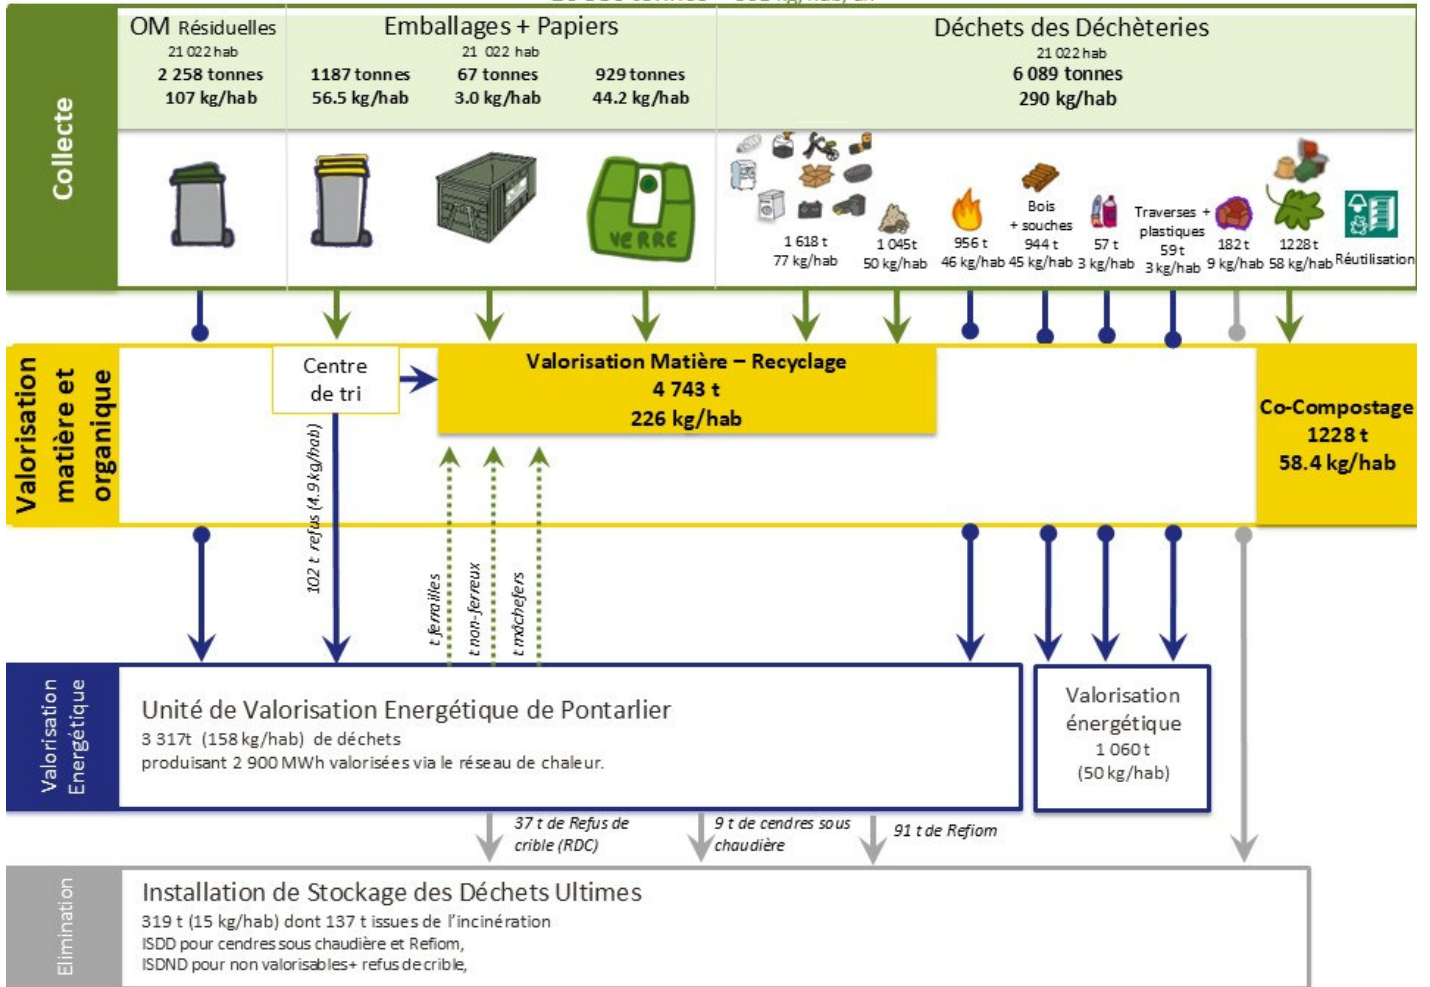 Collecte
OM Résiduelles
21 022 hab
2 258 tonnes
107 kg/hab
Emballages + Papiers
21 022 hab
1187 tonnes
56.5 kg/hab
67 tonnes
3.0 kg/hab
929 tonnes
44.2 kg/hab
Déchets des Déchèteries
21 022 hab
6 089 tonnes
290 kg/hab
VERRE
1 618 t
77 kg/hab
1 045t
50 kg/hab
956 t
46 kg/hab
Bois
+ souches
944 t
45 kg/hab
57 t
3 kg/hab
Traverses +
plastiques
59 t
3 kg/hab
182 t
9 kg/hab
1228 t
58 kg/hab
Réutilisation
Valorisation
matière et
organique
Centre
de tri
Valorisation Matière – Recyclage
4 743 t
226 kg/hab
Co-Compostage
1228 t
58.4 kg/hab
102 t refus (4.9 kg/hab)
t ferrailles
t non-ferreux
t mâchefers
Valorisation
Energétique
Unité de Valorisation Energétique de Pontarlier
3 317t (158 kg/hab) de déchets
produisant 2 900 MWh valorisées via le réseau de chaleur.
Valorisation
énergétique
1 060 t
(50 kg/hab)
37 t de Refus de
crible (RDC)
9 t de cendres sous
chaudière
91 t de Refiom
Elimination
Installation de Stockage des Déchets Ultimes
319 t (15 kg/hab) dont 137 t issues de l'incinération
ISDD pour cendres sous chaudière et Refiom,
ISDND pour non valorisables+ refus de crible,